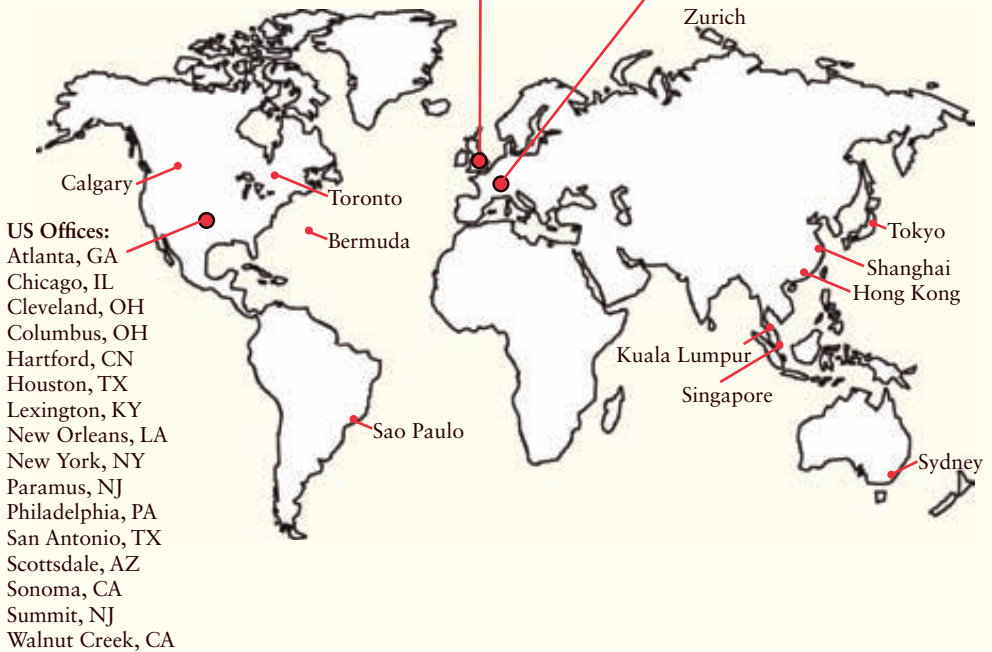 Zurich
Calgary
Toronto
Bermuda
US Offices:
Atlanta, GA
Chicago, IL
Cleveland, OH
Columbus, OH
Hartford, CN
Houston, TX
Lexington, KY
New Orleans, LA
New York, NY
Paramus, NJ
Philadelphia, PA
San Antonio, TX
Scottsdale, AZ
Sonoma, CA
Summit, NJ
Walnut Creek, CA
Sao Paulo
Tokyo
Shanghai
Hong Kong
Kuala Lumpur
Singapore
Sydney